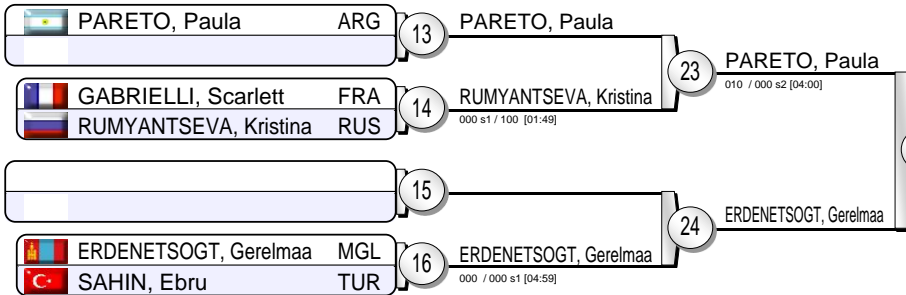 PARETO, Paula ARG
13
PARETO, Paula
GABRIELLI, Scarlett FRA
RUMYANTSEVA, Kristina RUS
14
RUMYANTSEVA, Kristina
000 s1 / 100 [01:49]
23
PARETO, Paula
010 / 000 s2 [04:00]
15
ERDENETSOGT, Gerelmaa MGL
SAHIN, Ebru TUR
16
ERDENETSOGT, Gerelmaa
000 / 000 s1 [04:59]
24
ERDENETSOGT, Gerelmaa